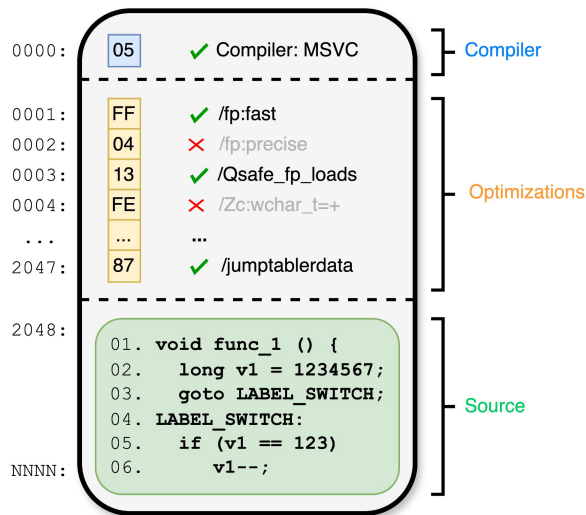 0000: 05 ✓ Compiler: MSVC Compiler
0001: FF ✓ /fp:fast
0002: 04 ✗ /fp:precise
0003: 13 ✓ /Qsafe_fp_loads Optimizations
0004: FE ✗ /Zc:wchar_t=+
...: ... ...
2047: 87 ✓ /jumptablerdata
2048:
01. void func_1 () {
02. long v1 = 1234567;
03. goto LABEL_SWITCH; Source
04. LABEL_SWITCH:
05. if (v1 == 123)
NNNN: 06. v1--;